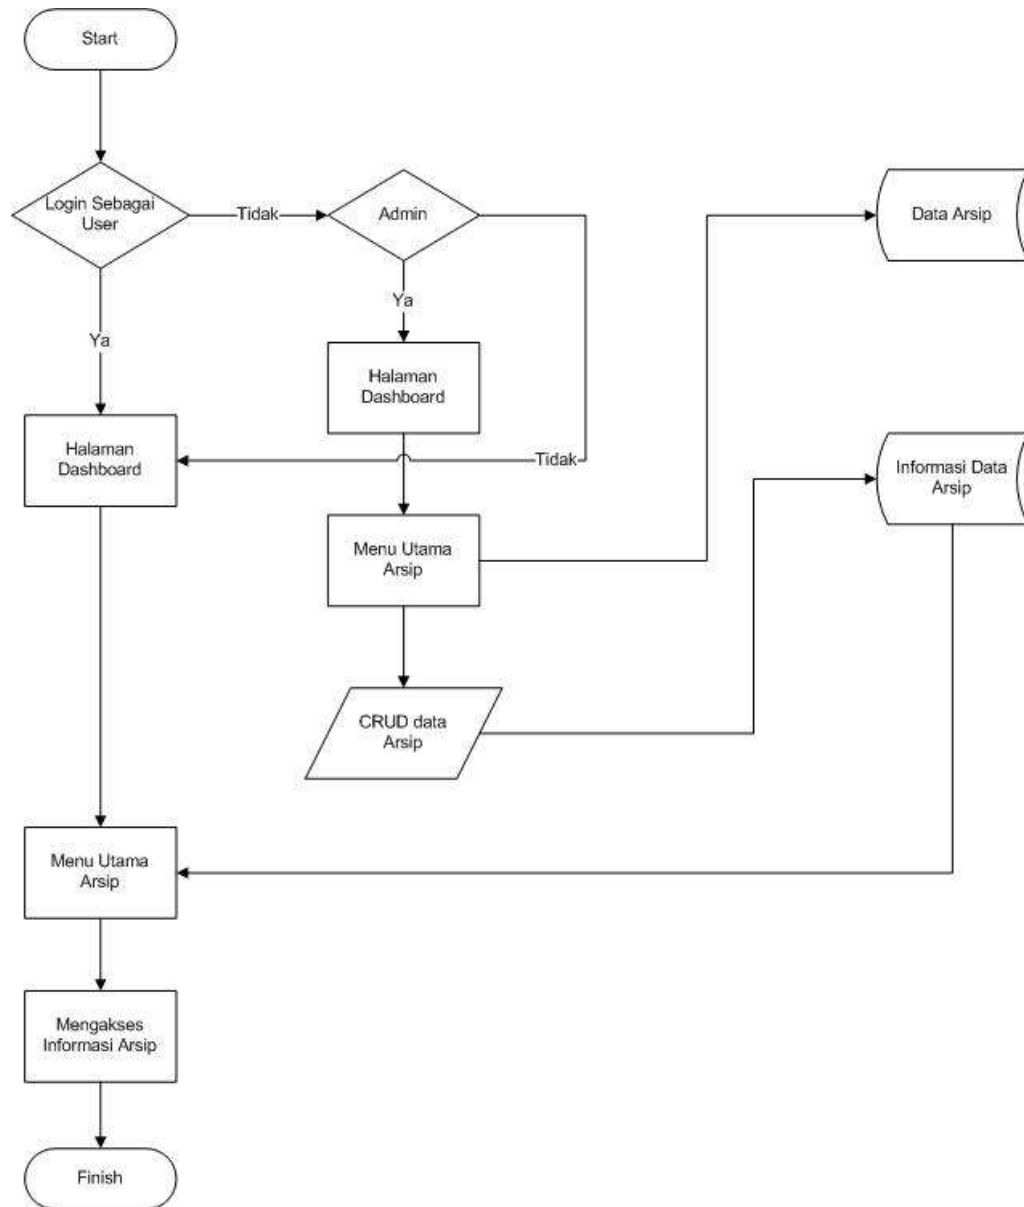 Start
Login Sebagai
User
Tidak
Admin
Data Arsip
Ya
Ya
Halaman
Dashboard
Halaman
Dashboard
Tidak
Informasi Data
Arsip
Menu Utama
Arsip
CRUD data
Arsip
Menu Utama
Arsip
Mengakses
Informasi Arsip
Finish